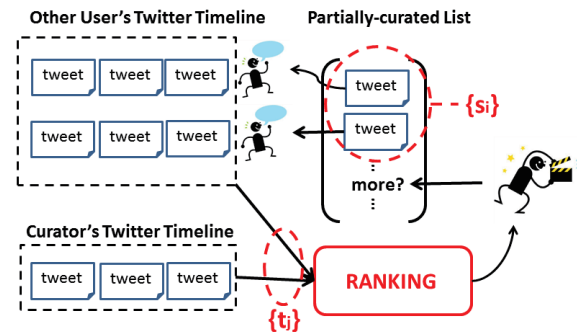 Other User's Twitter Timeline
Partially-curated List
tweet tweet tweet
tweet
tweet tweet tweet
tweet
{si}
more?
Curator's Twitter Timeline
tweet tweet tweet
RANKING
{tj}